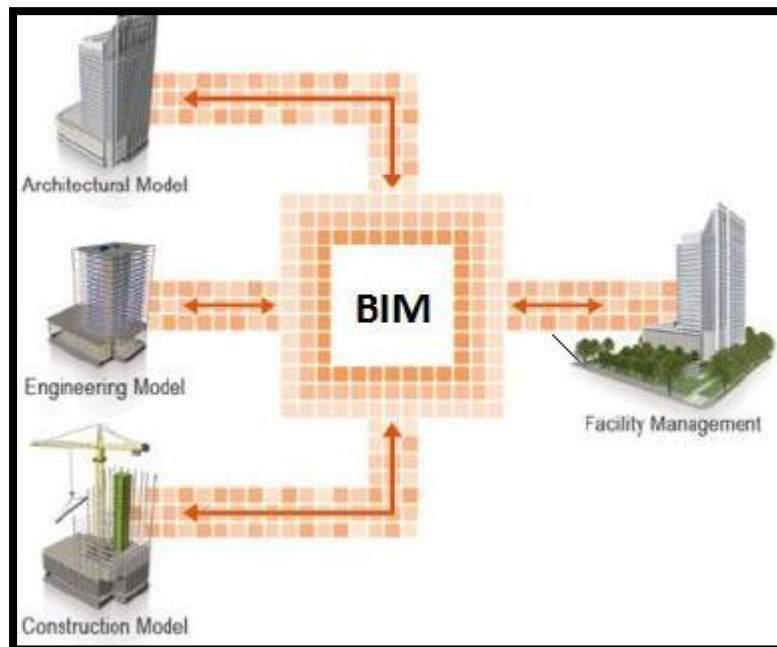 Architectural Model
BIM
Engineering Model
Facility Management
Construction Model